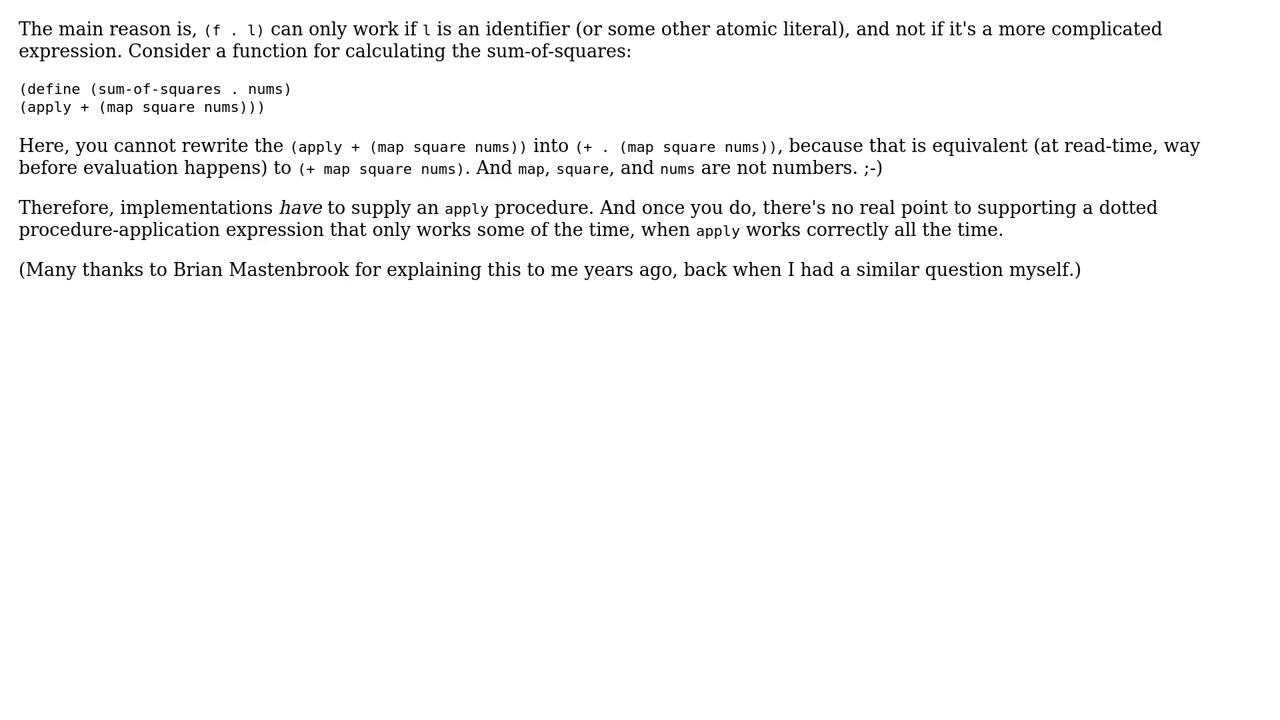 The main reason is, (f . l) can only work if l is an identifier (or some other atomic literal), and not if it's a more complicated
expression. Consider a function for calculating the sum-of-squares:
(define (sum-of-squares . nums)
(apply + (map square nums)))
Here, you cannot rewrite the (apply + (map square nums)) into (+ . (map square nums)), because that is equivalent (at read-time, way
before evaluation happens) to (+ map square nums). And map, square, and nums are not numbers. ;-)
Therefore, implementations have to supply an apply procedure. And once you do, there's no real point to supporting a dotted
procedure-application expression that only works some of the time, when apply works correctly all the time.
(Many thanks to Brian Mastenbrook for explaining this to me years ago, back when I had a similar question myself.)